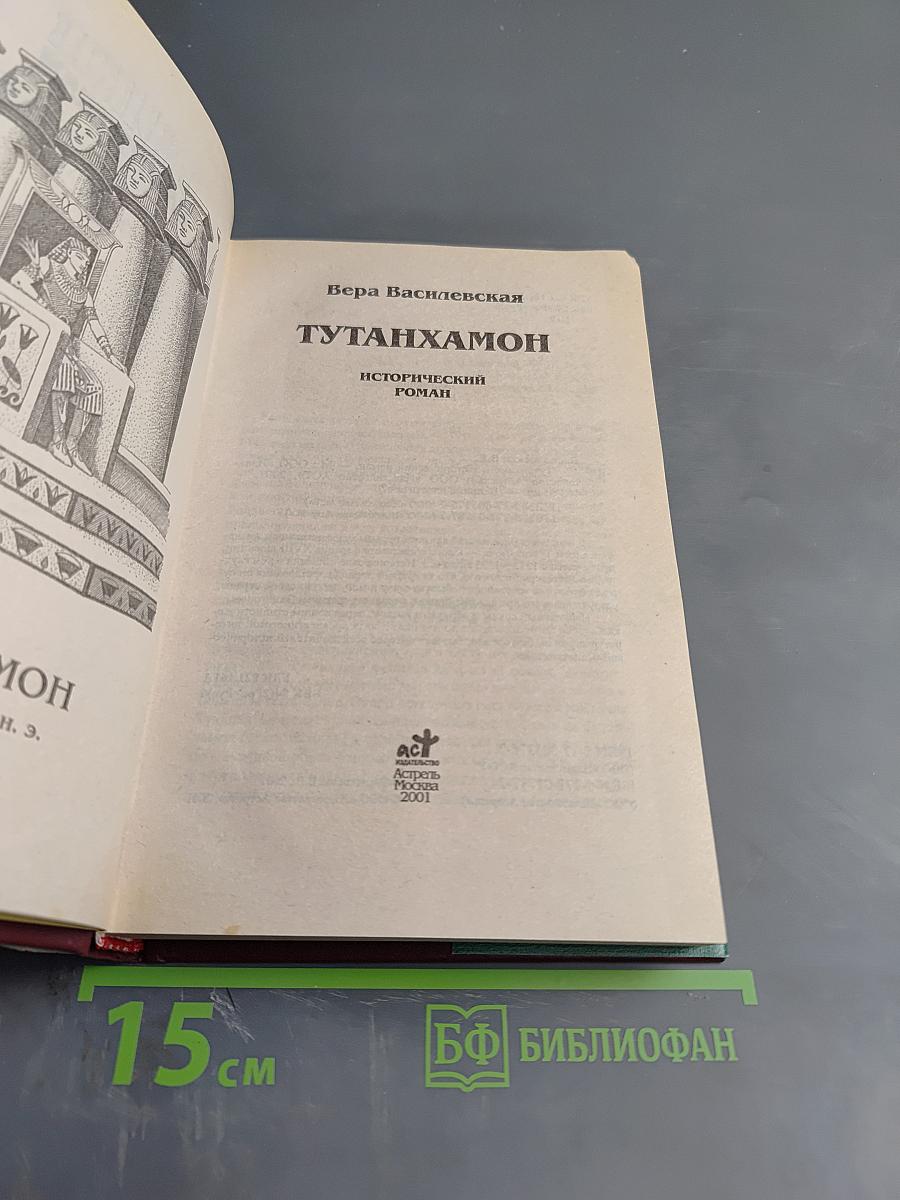 МОН
н. э.
Вера Василевская
ТУТАНХАМОН
ИСТОРИЧЕСКИЙ
РОМАН
аст
ИЗДАТЕЛЬСТВО
Астрель
Москва
2001
15 см
БФ БИБЛИОФАН